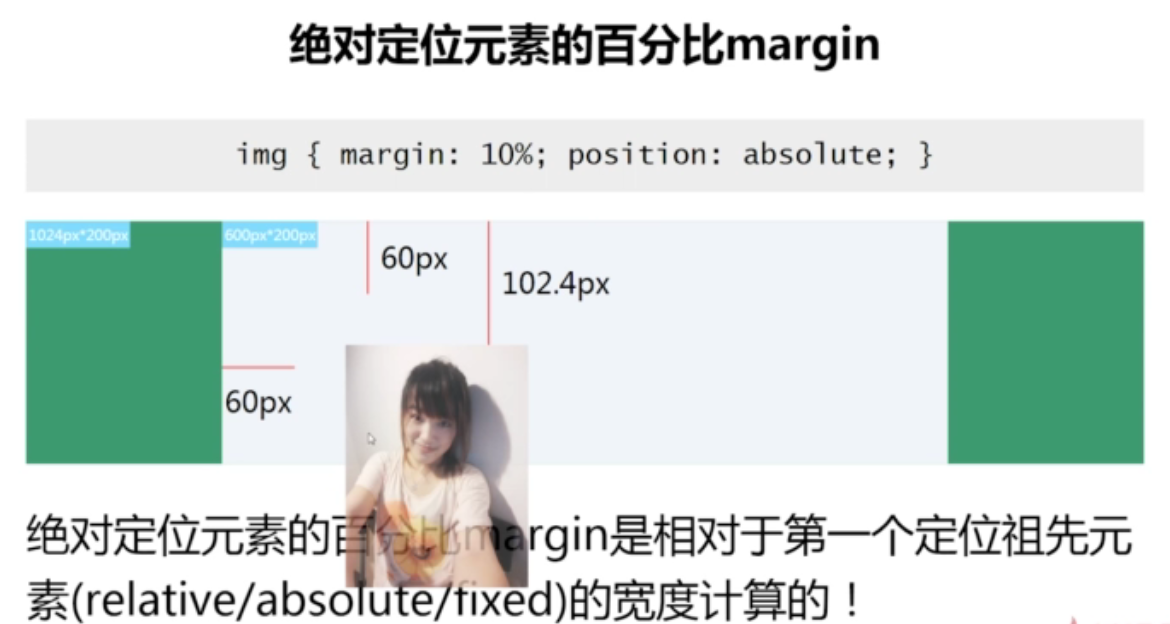 绝对定位元素的百分比margin
img { margin: 10%; position: absolute; }
1024px*200px
600px*200px
60px
102.4px
60px
绝对定位元素的百分比margin是相对于第一个定位祖先元
素(relative/absolute/fixed)的宽度计算的！